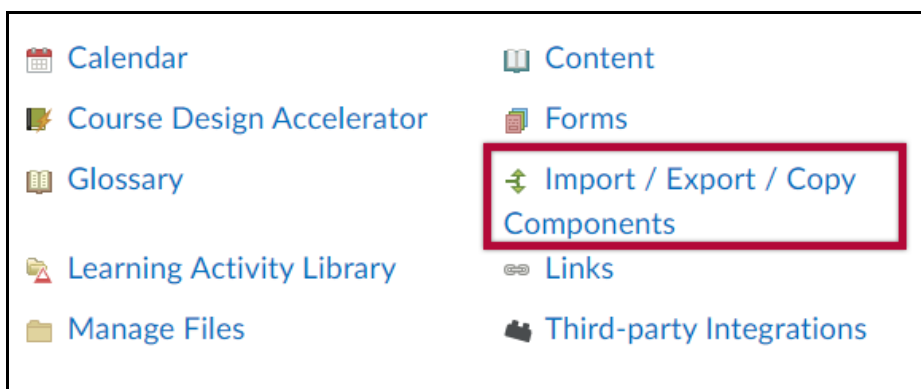 Calendar
Content
Course Design Accelerator
Forms
Glossary
Import / Export / Copy
Components
Learning Activity Library
Links
Manage Files
Third-party Integrations